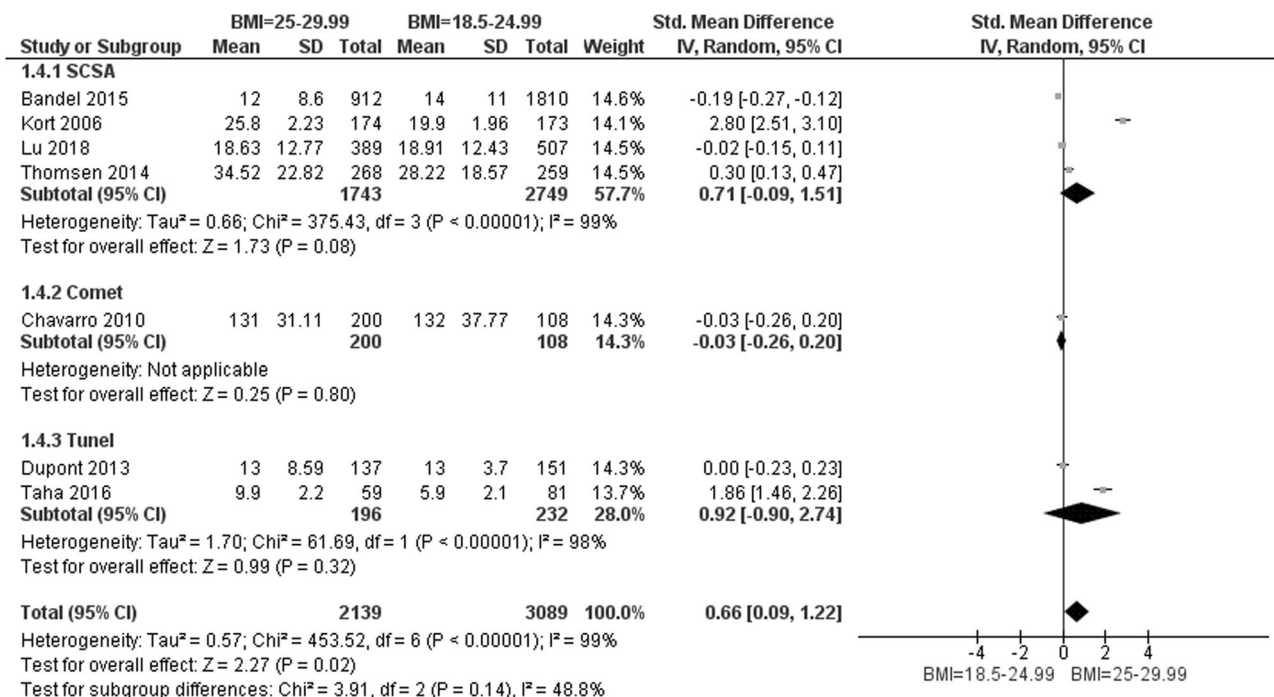 BMI=25-29.99 BMI=18.5-24.99 Std. Mean Difference Std. Mean Difference
Study or Subgroup Mean SD Total Mean SD Total Weight IV, Random, 95% CI IV, Random, 95% CI
1.4.1 SCSA
Bandel 2015 12 8.6 912 14 11 1810 14.6% -0.19 [-0.27, -0.12]
Kort 2006 25.8 2.23 174 19.9 1.96 173 14.1% 2.80 [2.51, 3.10]
Lu 2018 18.63 12.77 389 18.91 12.43 507 14.5% -0.02 [-0.15, 0.11]
Thomsen 2014 34.52 22.82 268 28.22 18.57 259 14.5% 0.30 [0.13, 0.47]
Subtotal (95% CI) 1743 2749 57.7% 0.71 [-0.09, 1.51]
Heterogeneity: Tau² = 0.66; Chi² = 375.43, df = 3 (P < 0.00001); I² = 99%
Test for overall effect: Z = 1.73 (P = 0.08)
1.4.2 Comet
Chavarro 2010 131 31.11 200 132 37.77 108 14.3% -0.03 [-0.26, 0.20]
Subtotal (95% CI) 200 108 14.3% -0.03 [-0.26, 0.20]
Heterogeneity: Not applicable
Test for overall effect: Z = 0.25 (P = 0.80)
1.4.3 Tunel
Dupont 2013 13 8.59 137 13 3.7 151 14.3% 0.00 [-0.23, 0.23]
Taha 2016 9.9 2.2 59 5.9 2.1 81 13.7% 1.86 [1.46, 2.26]
Subtotal (95% CI) 196 232 28.0% 0.92 [-0.90, 2.74]
Heterogeneity: Tau² = 1.70; Chi² = 61.69, df = 1 (P < 0.00001); I² = 98%
Test for overall effect: Z = 0.99 (P = 0.32)
Total (95% CI) 2139 3089 100.0% 0.66 [0.09, 1.22]
Heterogeneity: Tau² = 0.57; Chi² = 453.52, df = 6 (P < 0.00001); I² = 99%
Test for overall effect: Z = 2.27 (P = 0.02)
Test for subgroup differences: Chi² = 3.91, df = 2 (P = 0.14), I² = 48.8%
-4 -2 0 2 4
BMI=18.5-24.99 BMI=25-29.99